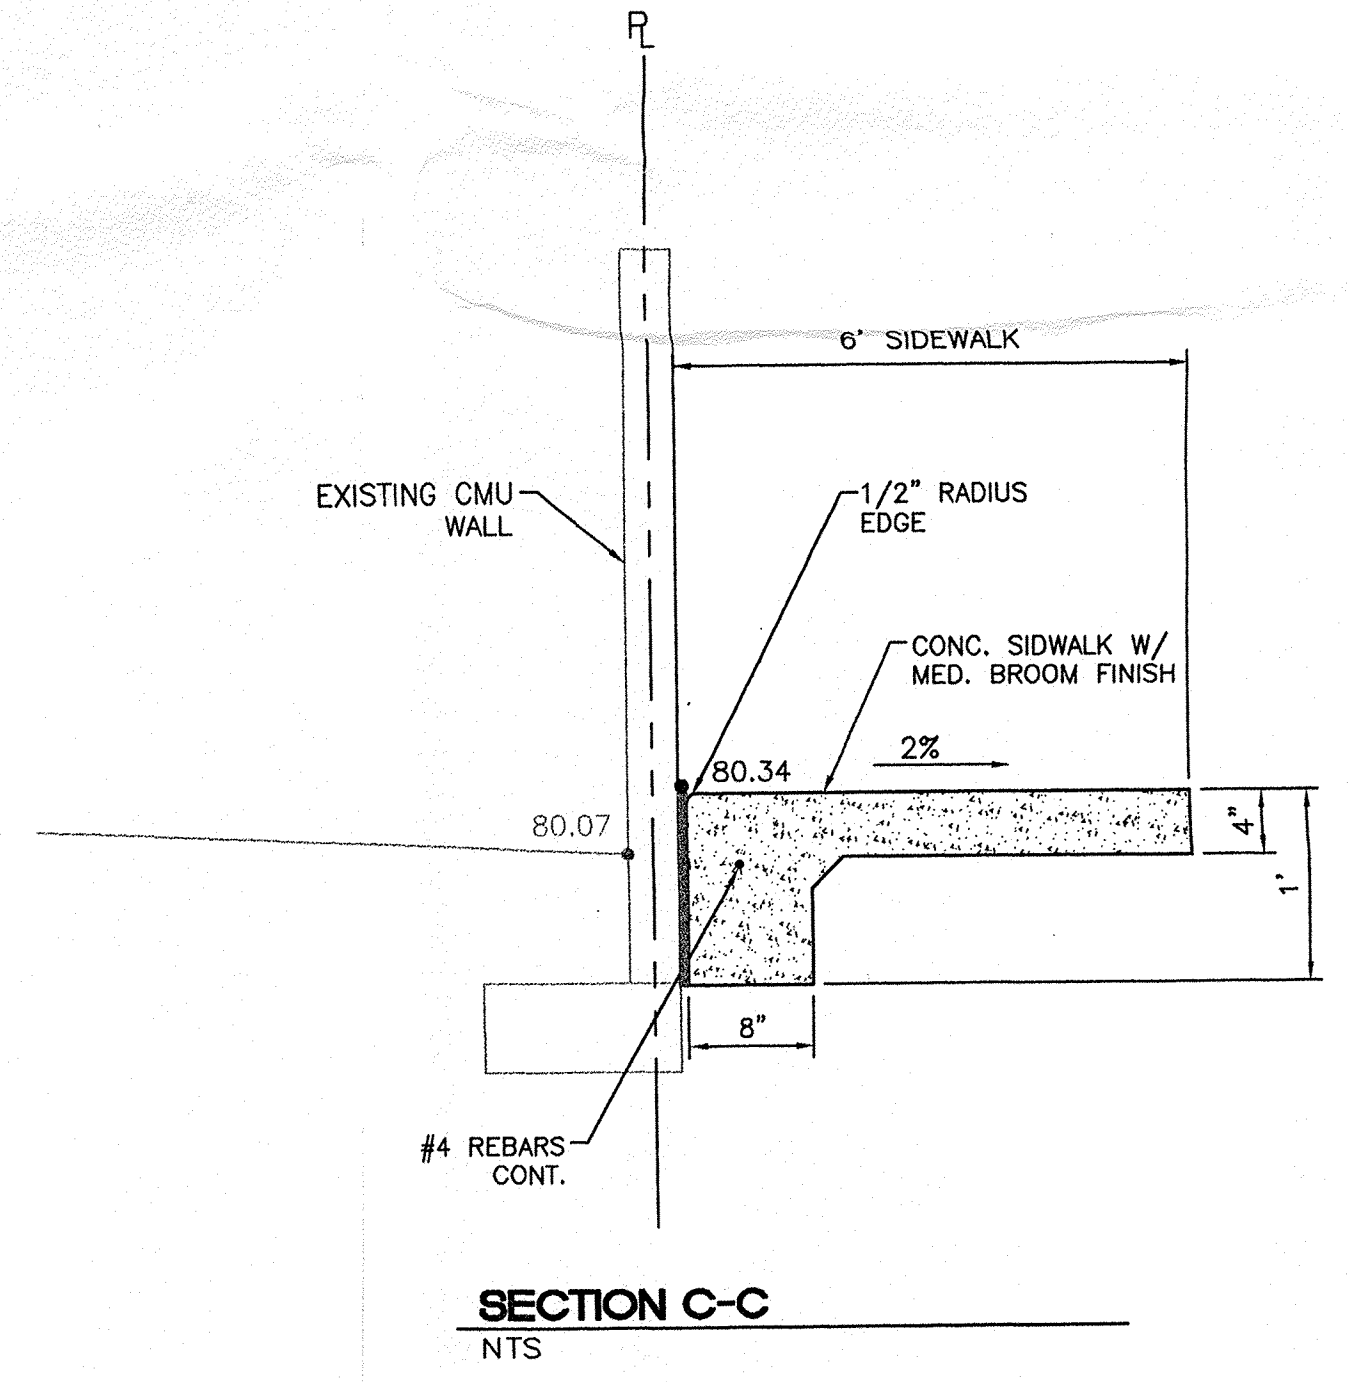 PL
6' SIDEWALK
EXISTING CMU
WALL
1/2" RADIUS
EDGE
CONC. SIDWALK W/
MED. BROOM FINISH
2%
80.34
80.07
4"
1'
8"
#4 REBARS
CONT.
SECTION C-C
NTS